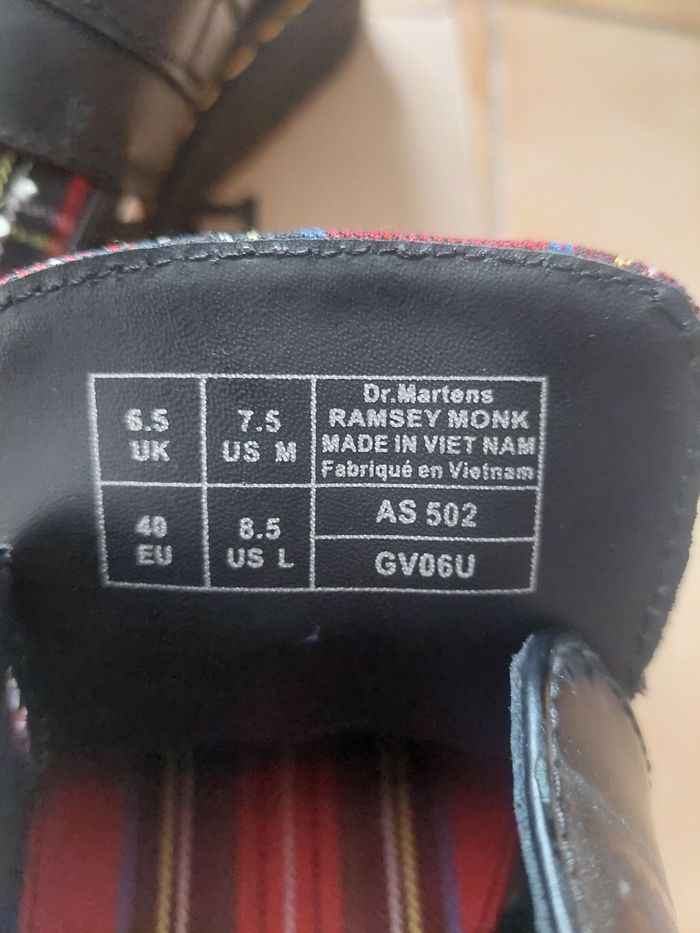 6.5
UK
7.5
US M
Dr.Martens
RAMSEY MONK
MADE IN VIET NAM
Fabriqué en Vietnam
40
EU
8.5
US L
AS 502
GV06U